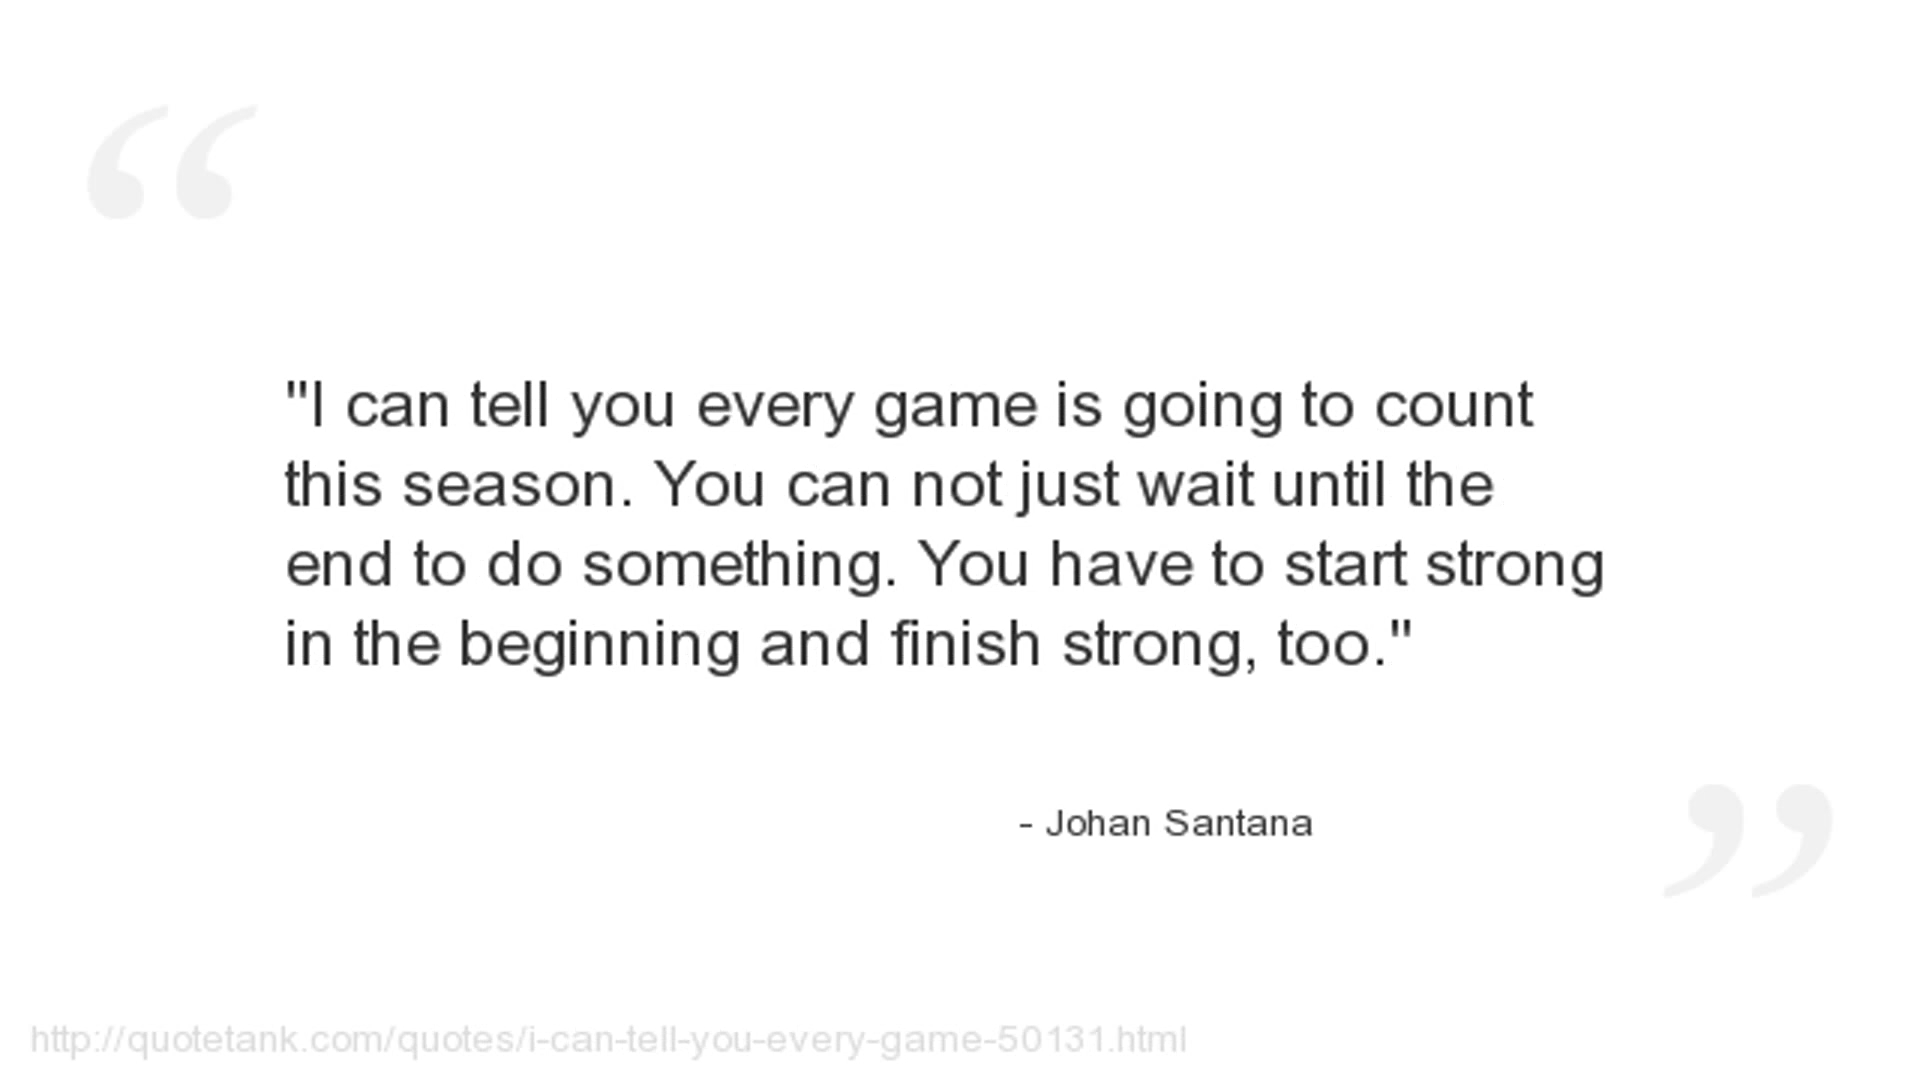 "I can tell you every game is going to count
this season. You can not just wait until the
end to do something. You have to start strong
in the beginning and finish strong, too."
- Johan Santana
http://quotetank.com/quotes/i-can-tell-you-every-game-50131.html